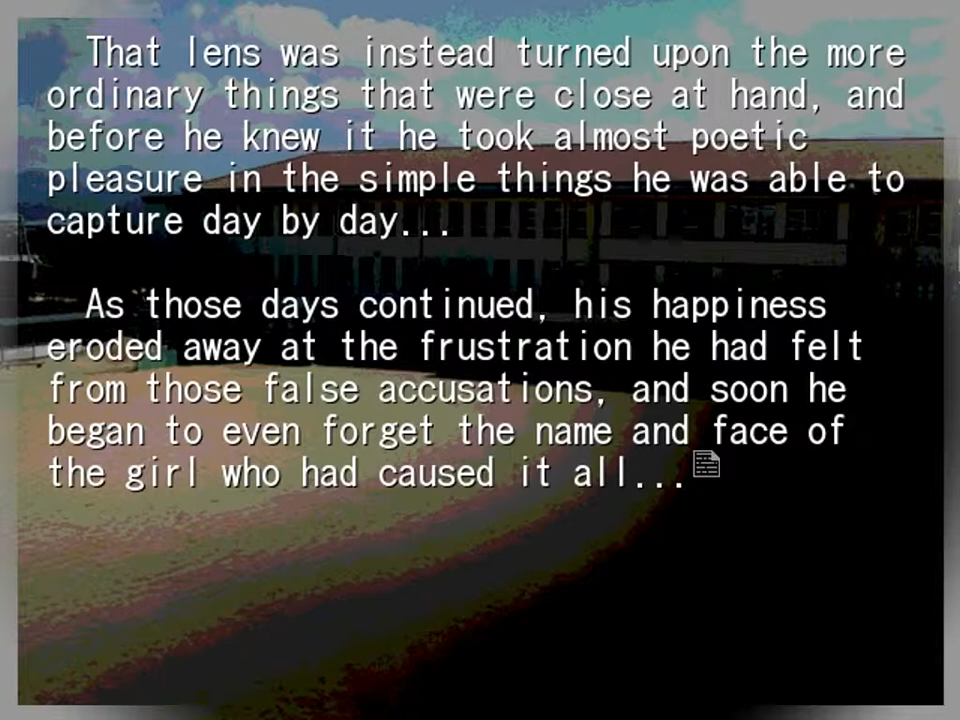 That lens was instead turned upon the more
ordinary things that were close at hand, and
before he knew it he took almost poetic
pleasure in the simple things he was able to
capture day by day...
As those days continued, his happiness
eroded away at the frustration he had felt
from those false accusations, and soon he
began to even forget the name and face of
the girl who had caused it all...